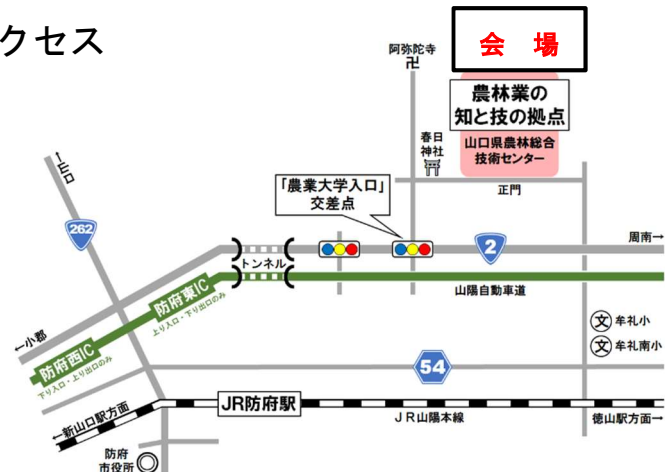 クセス
会 場
阿弥陀寺
卍
農林業の
知と技の拠点
山口県農林総合
技術センター
春日
神社
正門
「農業大学入口」
交差点
←山口
262
2
周南→
トンネル
山陽自動車道
防府東IC
上り入口・下り出口のみ
←小郡
防府西IC
下り入口・上り出口のみ
文 牟礼小
文 牟礼南小
54
JR防府駅
JR山陽本線
←新山口駅方面
徳山駅方面→
防府
市役所